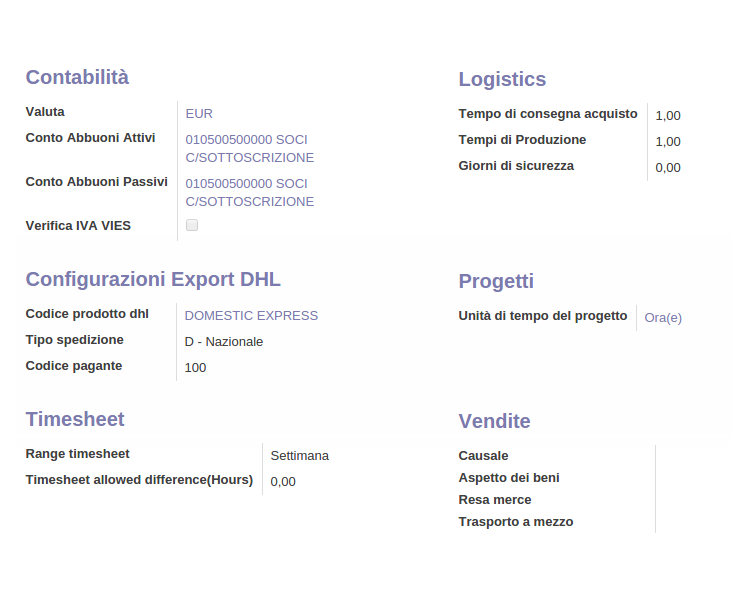 Contabilità
Valuta EUR
Conto Abbuoni Attivi 010500500000 SOCI
C/SOTTOSCRIZIONE
Conto Abbuoni Passivi 010500500000 SOCI
C/SOTTOSCRIZIONE
Verifica IVA VIES
Logistics
Tempo di consegna acquisto 1,00
Tempi di Produzione 1,00
Giorni di sicurezza 0,00
Configurazioni Export DHL
Codice prodotto dhl DOMESTIC EXPRESS
Tipo spedizione D - Nazionale
Codice pagante 100
Progetti
Unità di tempo del progetto Ora(e)
Timesheet
Range timesheet Settimana
Timesheet allowed difference(Hours) 0,00
Vendite
Causale
Aspetto dei beni
Resa merce
Trasporto a mezzo